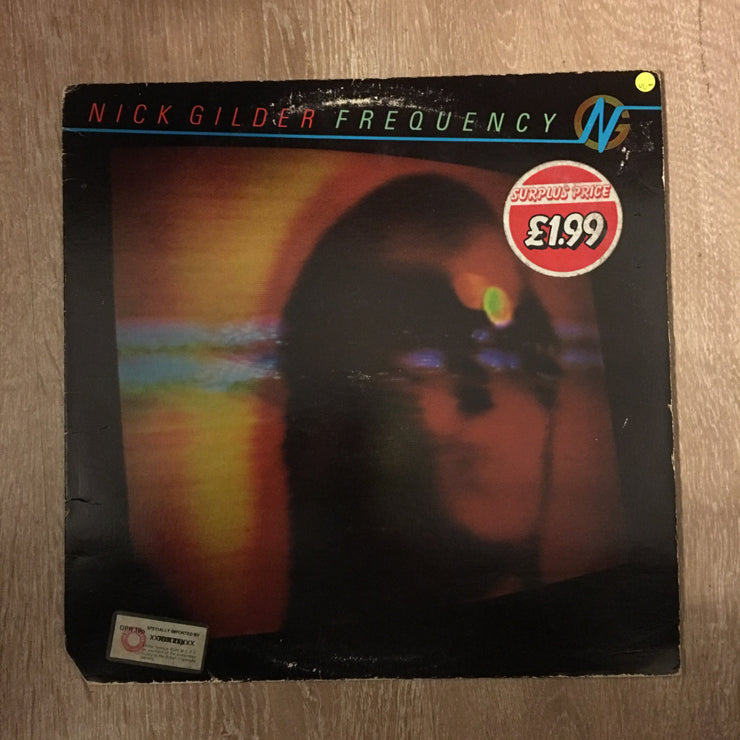 NICK GILDER FREQUENCY
NG
SURPLUS PRICE
£1.99
SPECIALLY IMPORTED BY